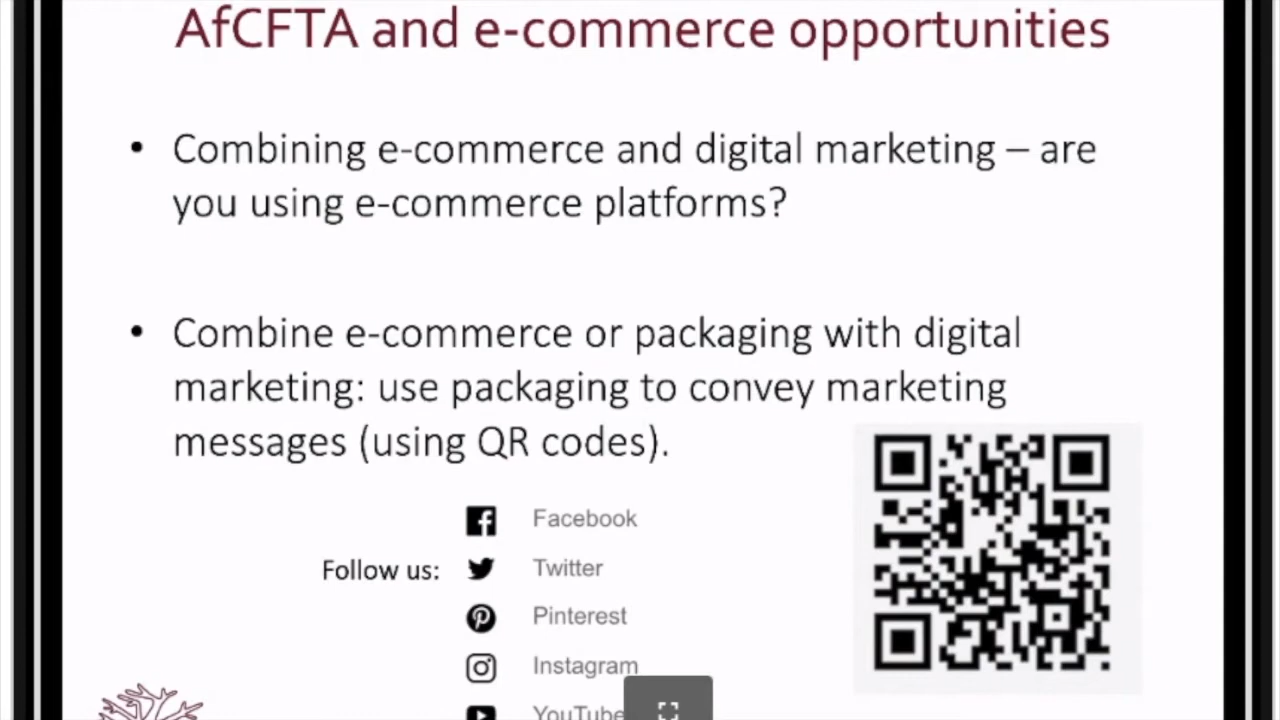 AfCFTA and e-commerce opportunities
• Combining e-commerce and digital marketing – are
you using e-commerce platforms?
• Combine e-commerce or packaging with digital
marketing: use packaging to convey marketing
messages (using QR codes).
Follow us:
Facebook
Twitter
Pinterest
Instagram
YouTube